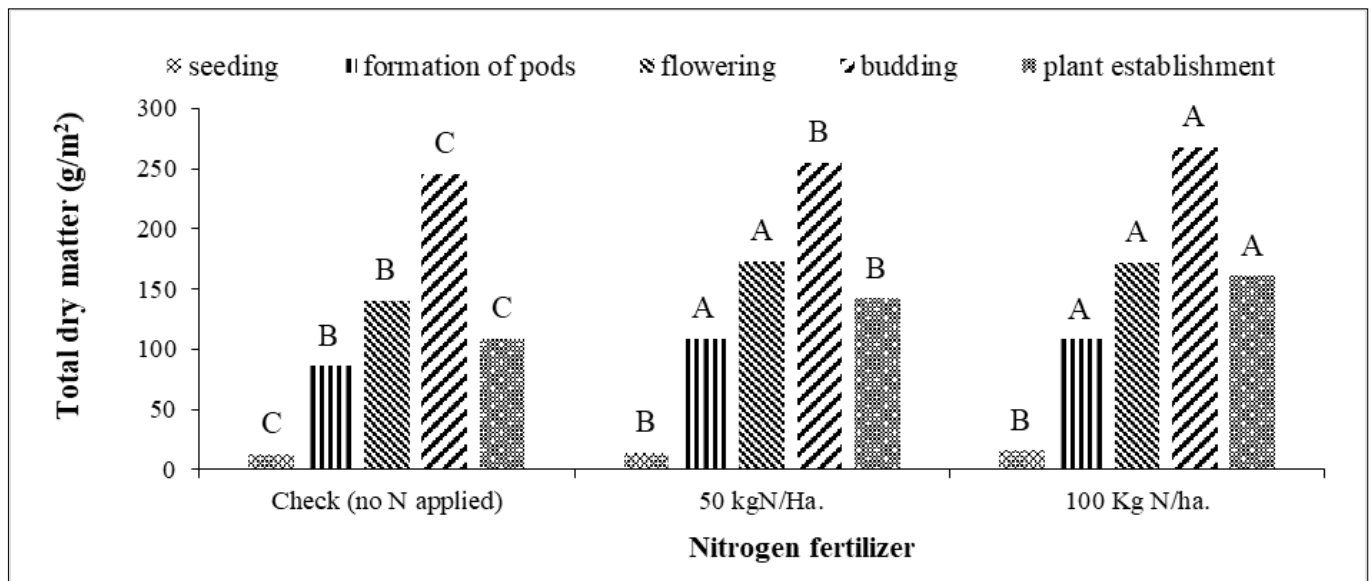 seeding formation of pods flowering budding plant establishment
Total dry matter (g/m²)
300
250
200
150
100
50
0
C B B C C
B A A B B
B A A A A
Check (no N applied) 50 kgN/Ha. 100 Kg N/ha.
Nitrogen fertilizer